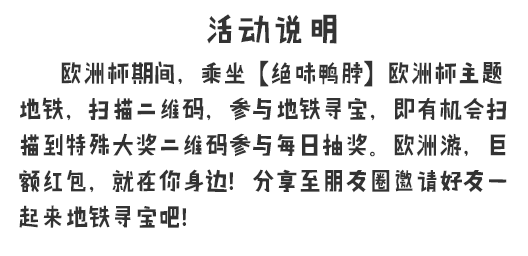 活动说明
欧洲杯期间，乘坐【绝味鸭脖】欧洲杯主题
地铁，扫描二维码，参与地铁寻宝，即有机会扫
描到特殊大奖二维码参与每日抽奖。欧洲游，巨
额红包，就在你身边！分享至朋友圈邀请好友一
起来地铁寻宝吧！